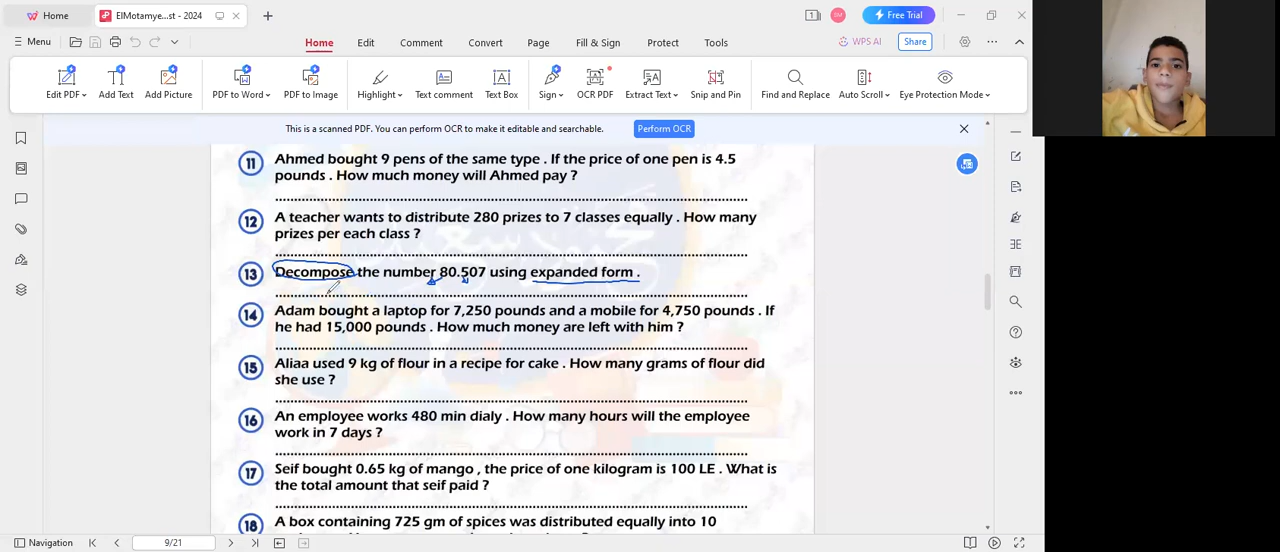 Home
ElMotamye...st - 2024
1
SM
Free Trial
Menu
Home
Edit
Comment
Convert
Page
Fill & Sign
Protect
Tools
WPS AI
Share
Edit PDF
Add Text
Add Picture
PDF to Word
PDF to Image
Highlight
Text comment
Text Box
Sign
OCR PDF
Extract Text
Snip and Pin
Find and Replace
Auto Scroll
Eye Protection Mode
This is a scanned PDF. You can perform OCR to make it editable and searchable.
Perform OCR
11 Ahmed bought 9 pens of the same type . If the price of one pen is 4.5
pounds . How much money will Ahmed pay ?
12 A teacher wants to distribute 280 prizes to 7 classes equally . How many
prizes per each class ?
13 Decompose the number 80.507 using expanded form .
14 Adam bought a laptop for 7,250 pounds and a mobile for 4,750 pounds . If
he had 15,000 pounds . How much money are left with him ?
15 Aliaa used 9 kg of flour in a recipe for cake . How many grams of flour did
she use ?
16 An employee works 480 min dialy . How many hours will the employee
work in 7 days ?
17 Seif bought 0.65 kg of mango , the price of one kilogram is 100 LE . What is
the total amount that seif paid ?
18 A box containing 725 gm of spices was distributed equally into 10
Navigation
9/21